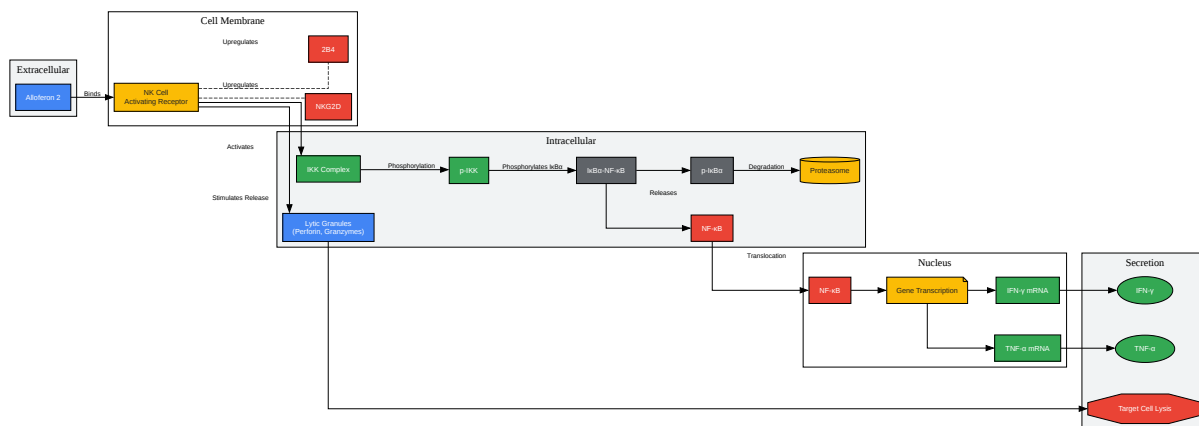 Cell Membrane
Upregulates
2B4
Extracellular
Alloferon 2
Binds
NK Cell
Activating Receptor
Upregulates
NKG2D
Intracellular
Activates
IKK Complex
Phosphorylation
p-IKK
Phosphorylates IκBα
IκBα-NF-κB
p-IκBα
Degradation
Proteasome
Stimulates Release
Releases
Lytic Granules
(Perforin, Granzymes)
NF-κB
Translocation
Nucleus
Secretion
NF-κB
Gene Transcription
IFN-γ mRNA
IFN-γ
TNF-α mRNA
TNF-α
Target Cell Lysis